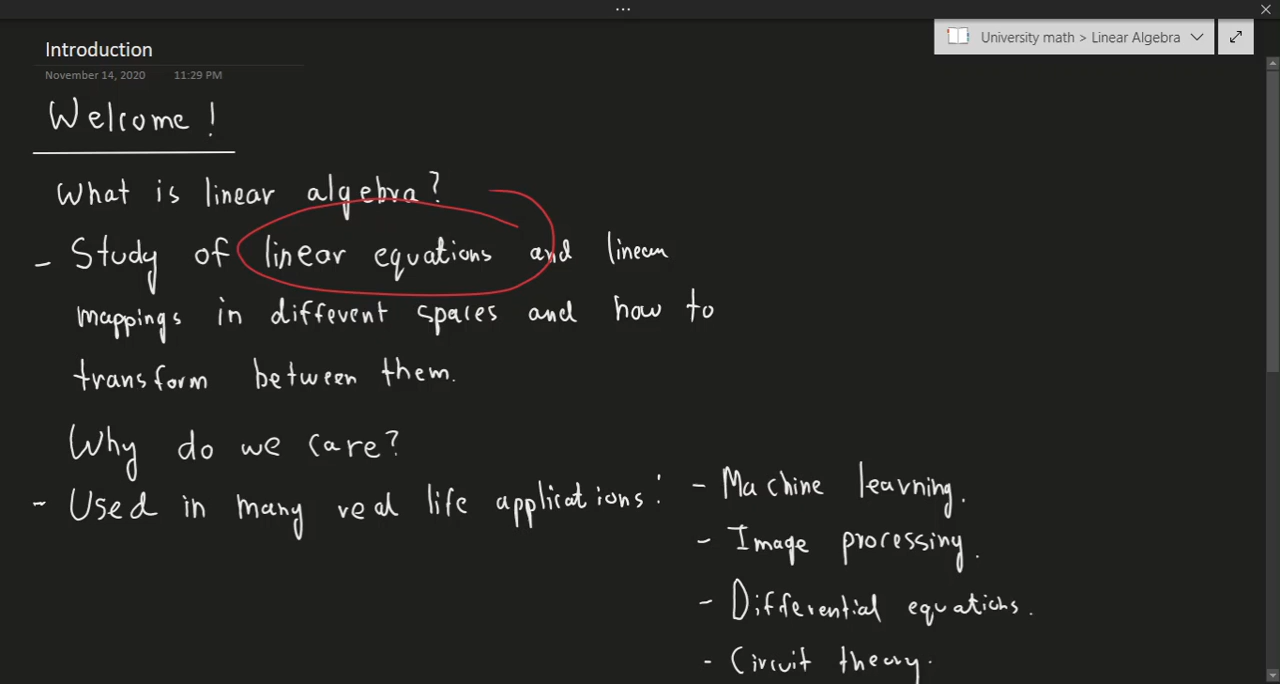 Introduction
University math > Linear Algebra
November 14, 2020 11:29 PM
Welcome!
What is linear algebra?
- Study of linear equations and linear
mappings in different spaces and how to
transform between them.
Why do we care?
- Used in many real life applications: - Machine learning.
- Image processing.
- Differential equations.
- Circuit theory.